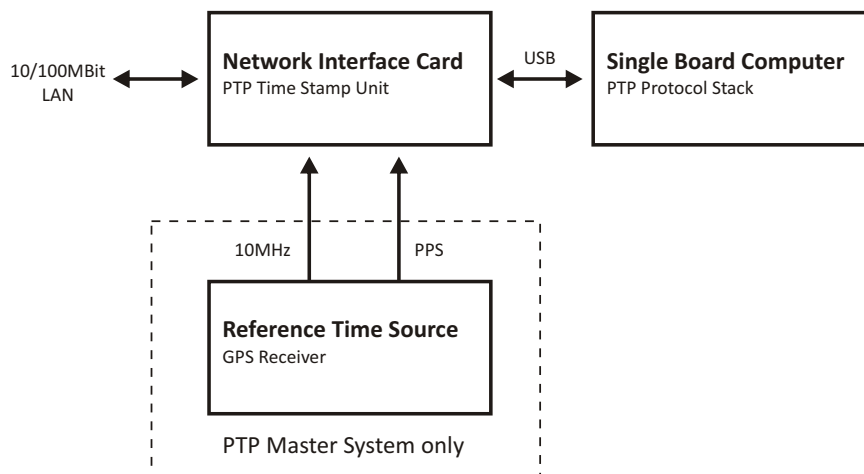 10/100MBit
LAN
Network Interface Card
PTP Time Stamp Unit
USB
Single Board Computer
PTP Protocol Stack
10MHz
PPS
Reference Time Source
GPS Receiver
PTP Master System only